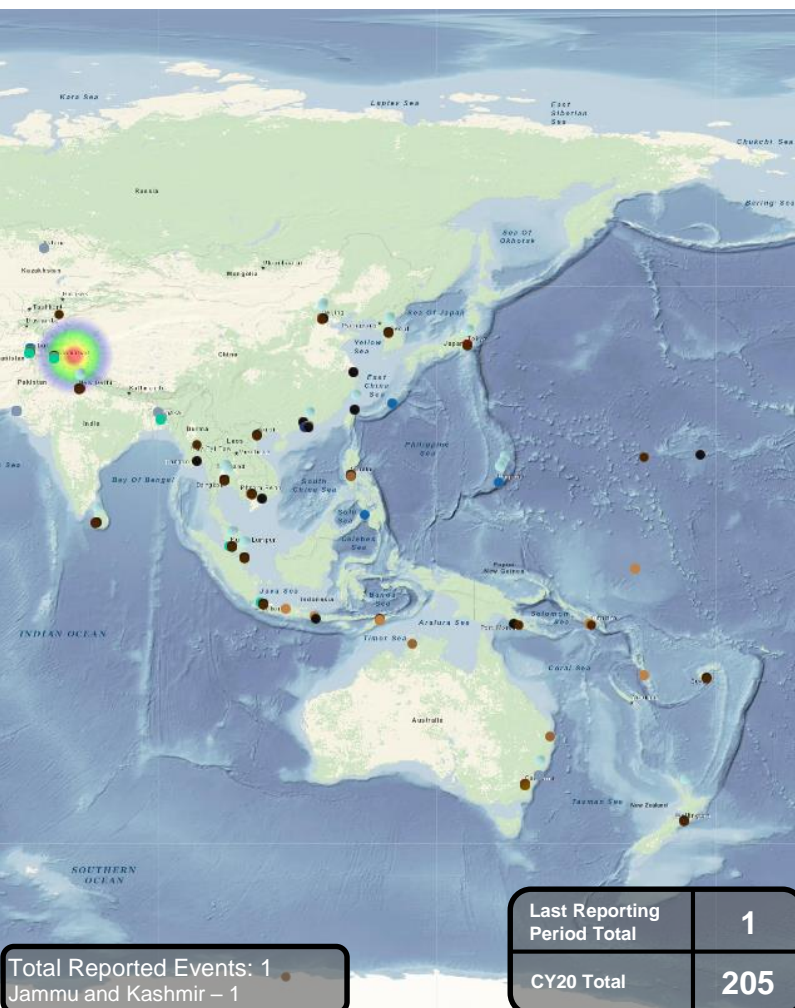 Kara Sea
Laptev Sea
East
Siberian
Sea
Chukchi Sea
Russia
Bering Sea
Sea Of
Okhotsk
Kazakhstan
Mongolia
Sea Of Japan
Japan
Yellow
Sea
China
East
China
Sea
Pakistan
India
Burma
Laos
Philippine
Sea
Bay Of Bengal
South
China Sea
Sulu
Sea
Celebes
Sea
Lumpur
Papua
New Guinea
Java Sea
Indonesia
Banda
Sea
Solomon
Sea
Arafura Sea
INDIAN OCEAN
Timor Sea
Coral Sea
Australia
Tasman Sea
New Zealand
SOUTHERN
OCEAN
Last Reporting
Period Total
1
Total Reported Events: 1
Jammu and Kashmir – 1
CY20 Total
205